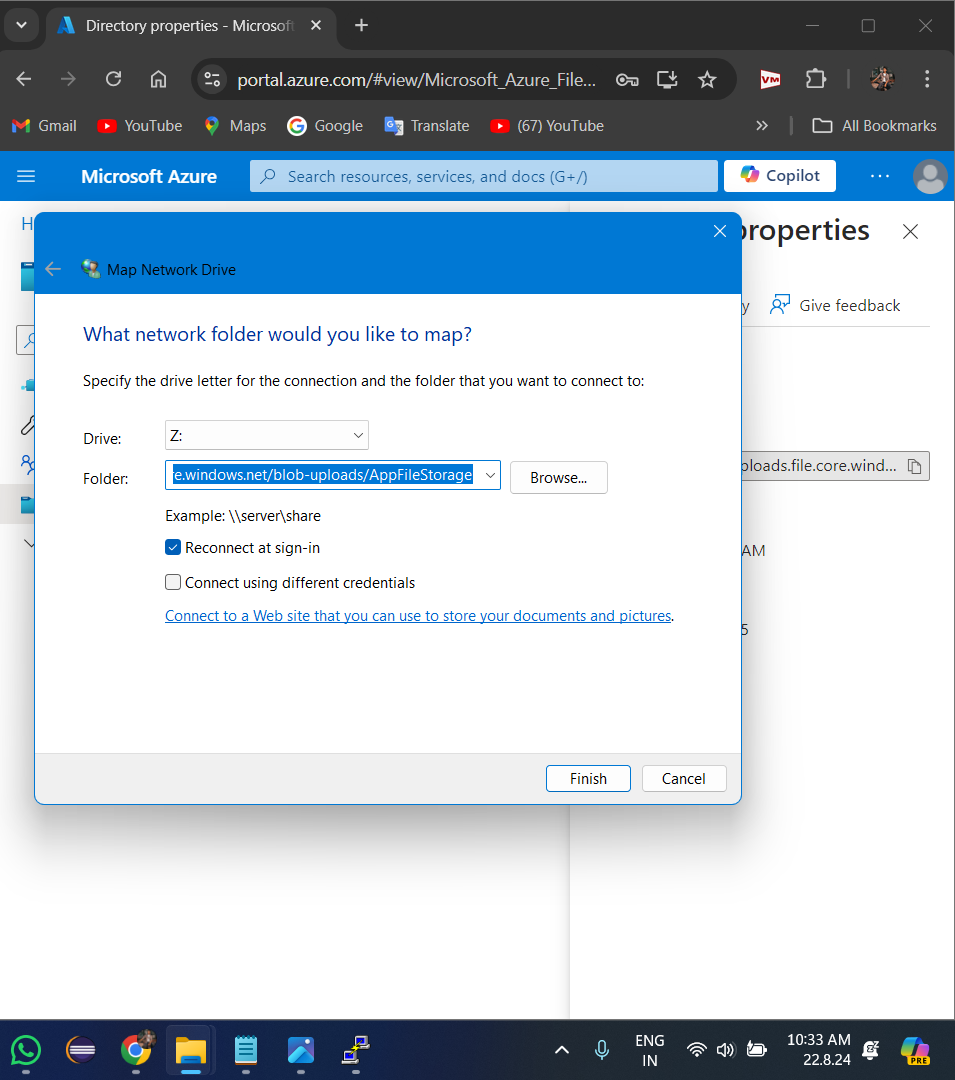 Directory properties - Microsoft
portal.azure.com/#view/Microsoft_Azure_File...
VM
Gmail YouTube Maps Google Translate (67) YouTube » All Bookmarks
Microsoft Azure Search resources, services, and docs (G+/) Copilot ...
H
properties
Map Network Drive
y Give feedback
What network folder would you like to map?
Specify the drive letter for the connection and the folder that you want to connect to:
Drive: Z:
Folder: e.windows.net/blob-uploads/AppFileStorage Browse...
ploads.file.core.wind...
Example: \\server\share
Reconnect at sign-in
AM
Connect using different credentials
Connect to a Web site that you can use to store your documents and pictures.
5
Finish Cancel
ENG
IN
10:33 AM
22.8.24
PRE